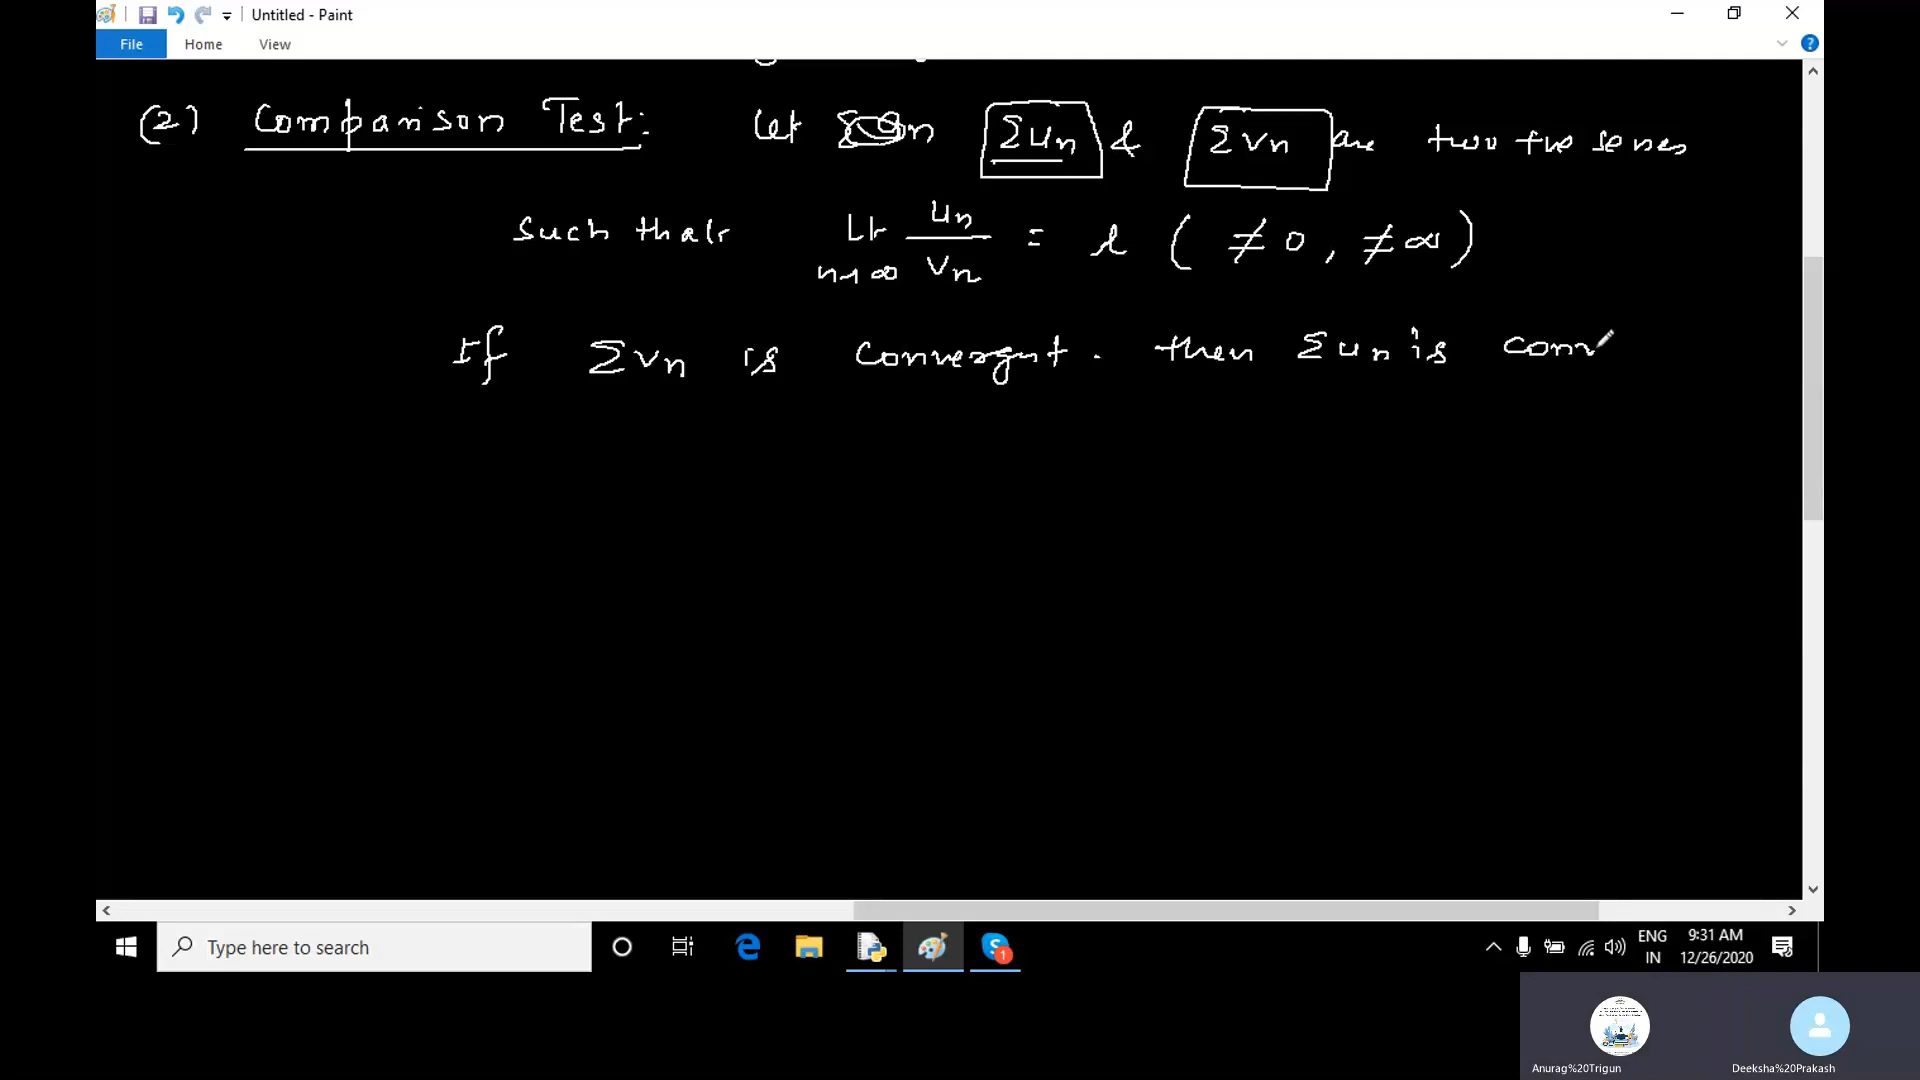 Untitled - Paint
File Home View
(2) Comparison Test: Let Σun & Σvn are two +ve series
Such that Lt n→∞ un/vn = l ( ≠ 0 , ≠ ∞ )
If Σvn is convergent. then Σun is conv
Type here to search
ENG IN
9:31 AM
12/26/2020
1
Anurag%20Trigun
Deeksha%20Prakash